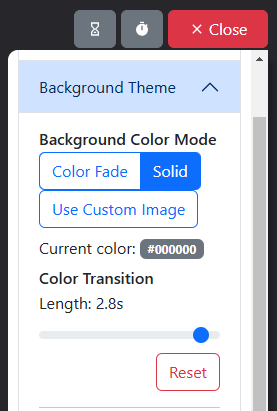 Close
Background Theme
Background Color Mode
Color Fade Solid
Use Custom Image
Current color: #000000
Color Transition
Length: 2.8s
Reset